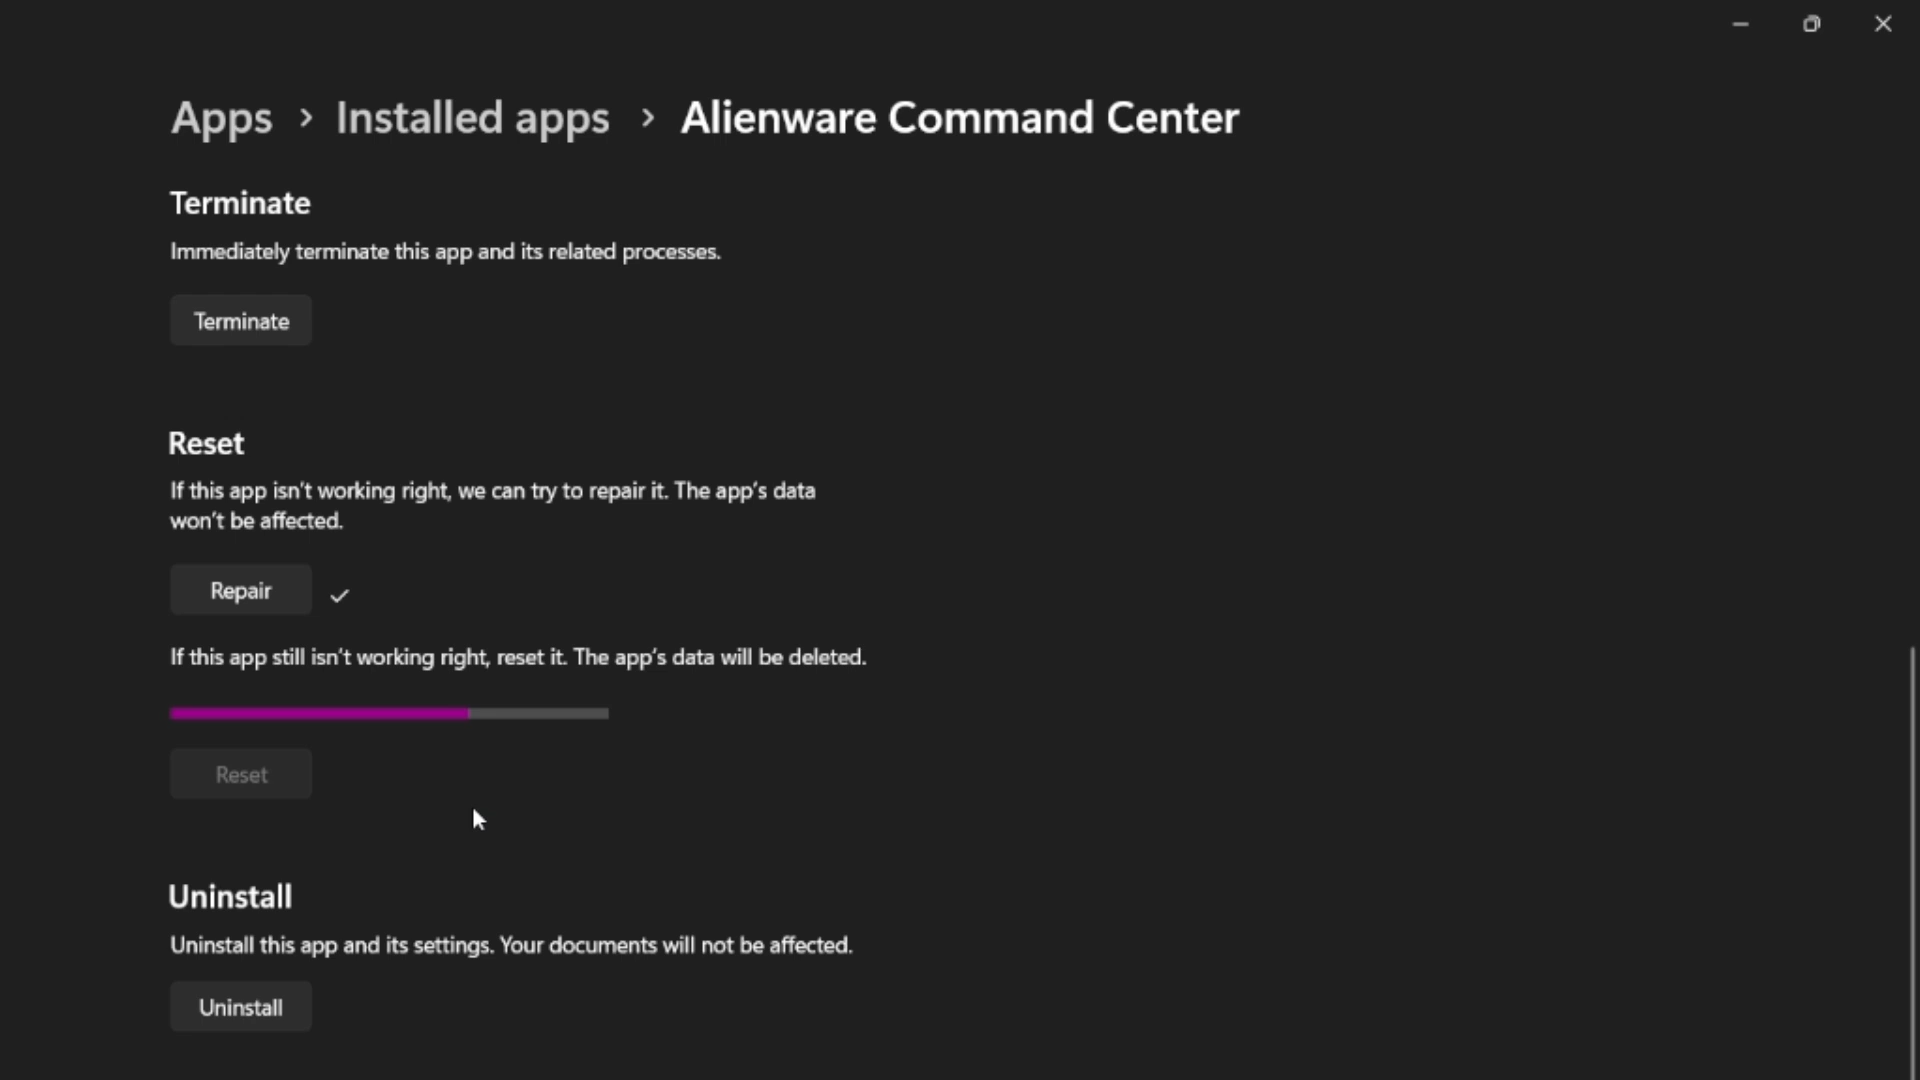 Apps > Installed apps > Alienware Command Center
Terminate
Immediately terminate this app and its related processes.
Terminate
Reset
If this app isn't working right, we can try to repair it. The app's data
won't be affected.
Repair
If this app still isn't working right, reset it. The app's data will be deleted.
Reset
Uninstall
Uninstall this app and its settings. Your documents will not be affected.
Uninstall